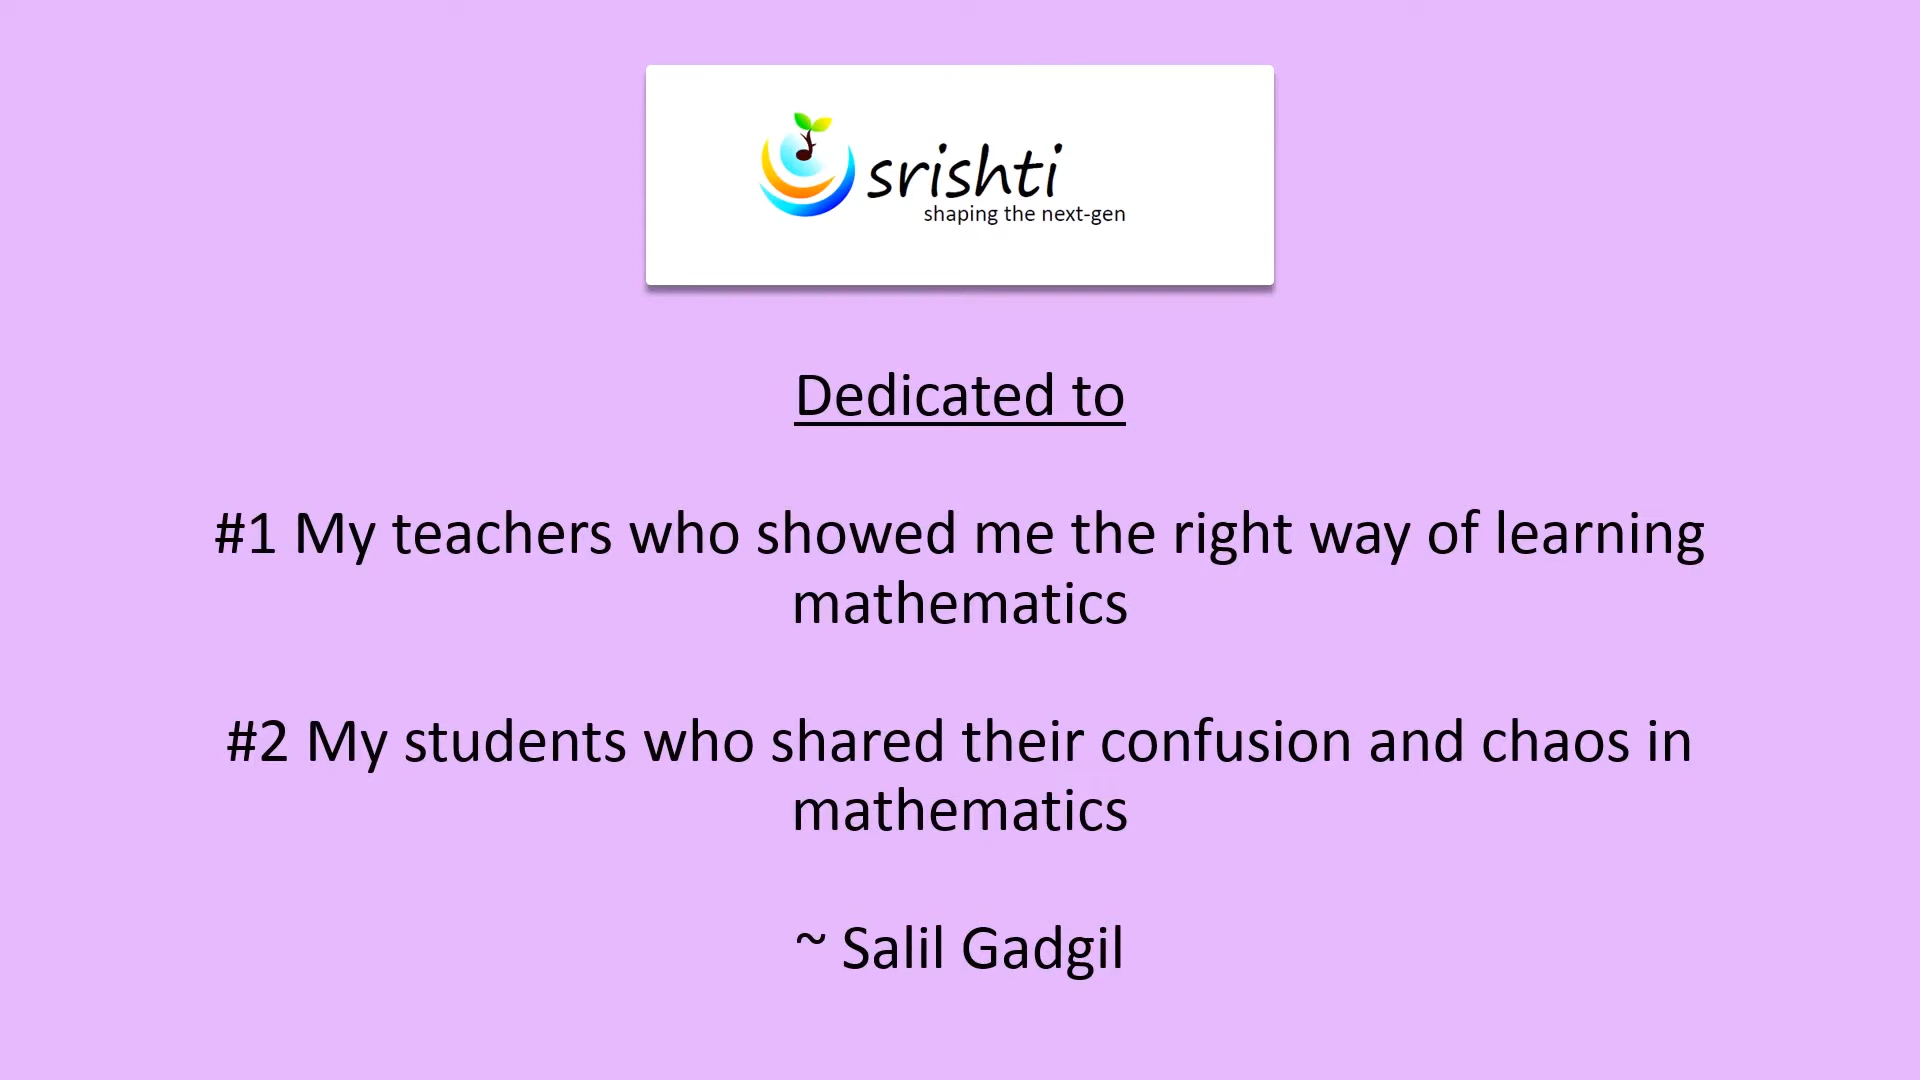 srishti
shaping the next-gen
Dedicated to
#1 My teachers who showed me the right way of learning
mathematics
#2 My students who shared their confusion and chaos in
mathematics
~ Salil Gadgil